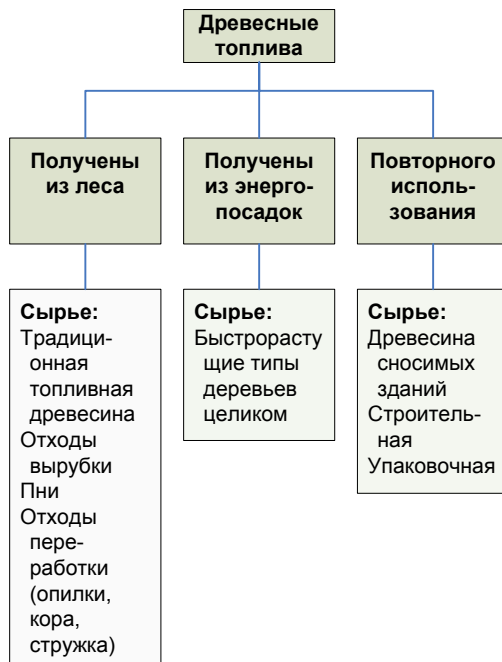 Древесные
топлива
Получены
из леса
Получены
из энерго-
посадок
Повторного
исполь-
зования
Сырье:
Традици-
онная
топливная
древесина
Отходы
вырубки
Пни
Отходы
пере-
работки
(опилки,
кора,
стружка)
Сырье:
Быстрорасту
щие типы
деревьев
целиком
Сырье:
Древесина
сносимых
зданий
Строитель-
ная
Упаковочная